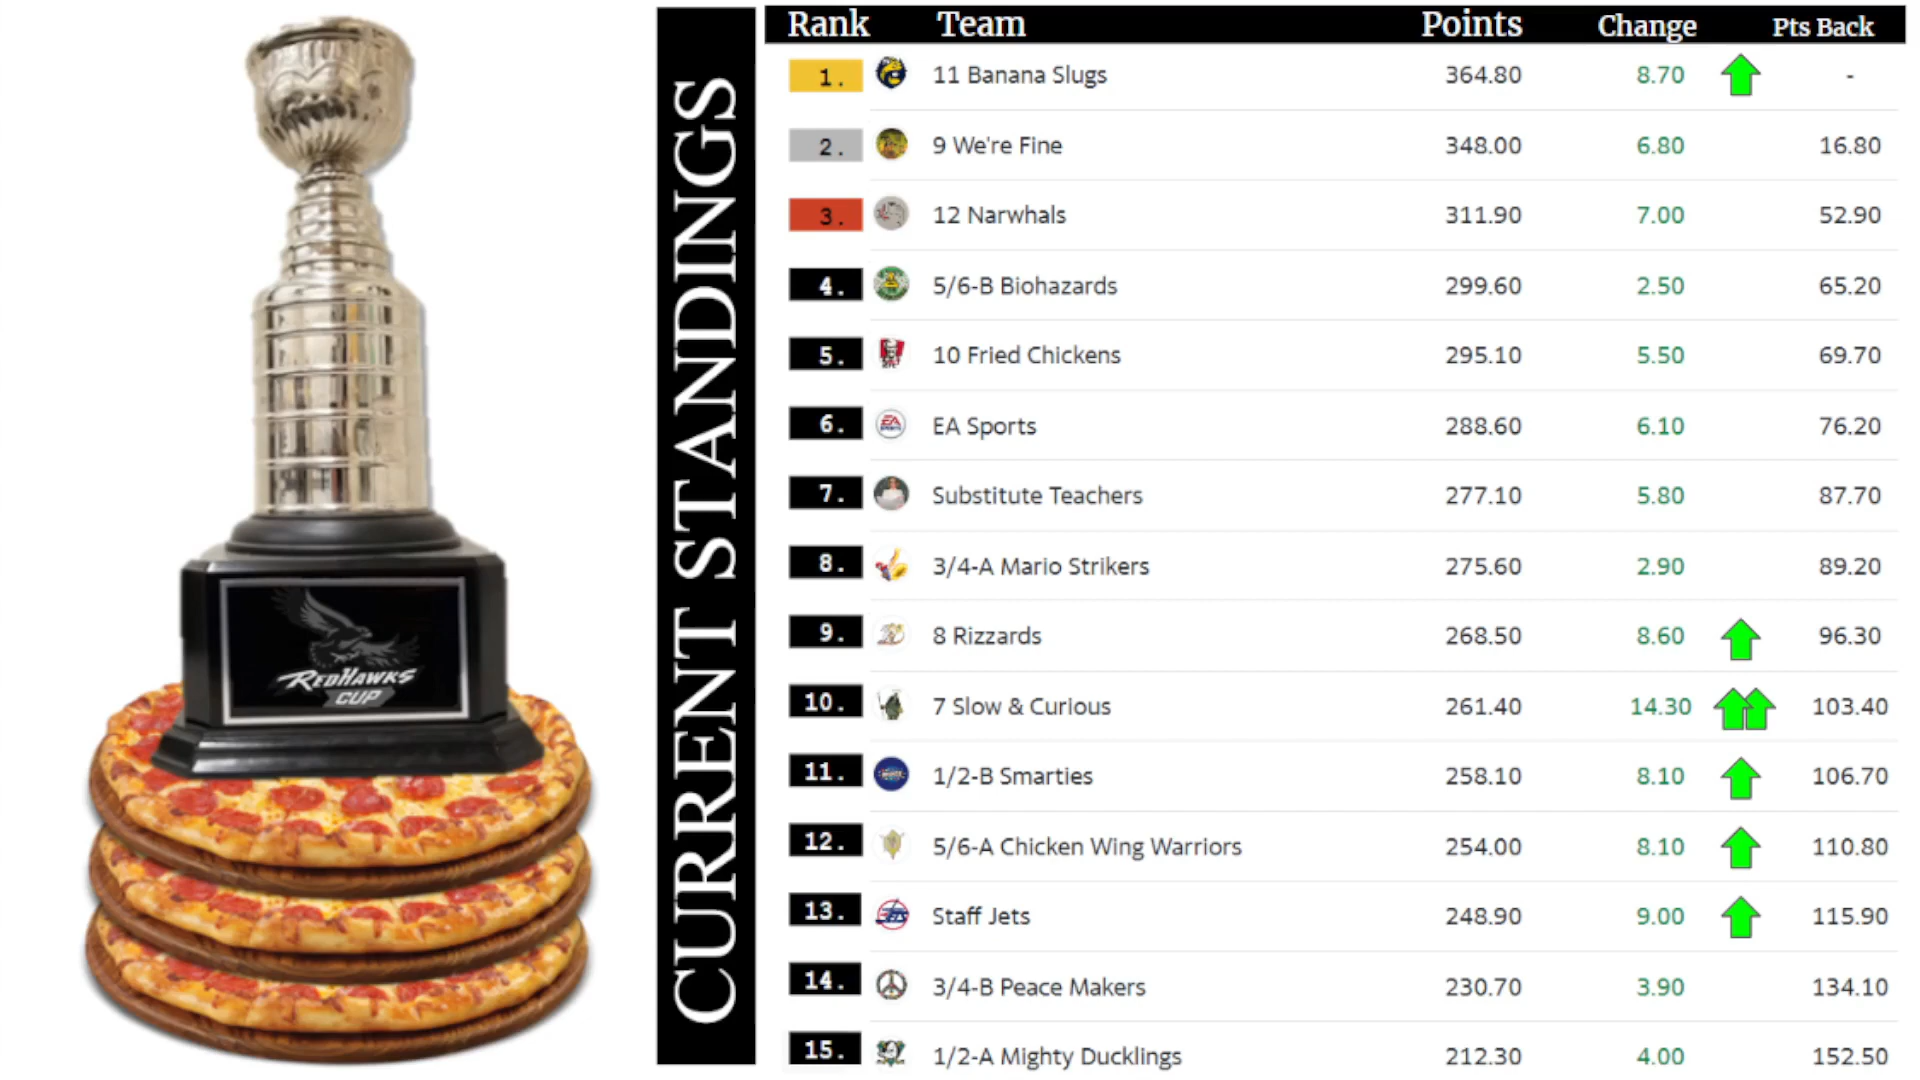 REDHAWKS
CUP
CURRENT STANDINGS
Rank Team Points Change Pts Back
1. 11 Banana Slugs 364.80 8.70 -
2. 9 We're Fine 348.00 6.80 16.80
3. 12 Narwhals 311.90 7.00 52.90
4. 5/6-B Biohazards 299.60 2.50 65.20
5. 10 Fried Chickens 295.10 5.50 69.70
6. EA Sports 288.60 6.10 76.20
7. Substitute Teachers 277.10 5.80 87.70
8. 3/4-A Mario Strikers 275.60 2.90 89.20
9. 8 Rizzards 268.50 8.60 96.30
10. 7 Slow & Curious 261.40 14.30 103.40
11. 1/2-B Smarties 258.10 8.10 106.70
12. 5/6-A Chicken Wing Warriors 254.00 8.10 110.80
13. Staff Jets 248.90 9.00 115.90
14. 3/4-B Peace Makers 230.70 3.90 134.10
15. 1/2-A Mighty Ducklings 212.30 4.00 152.50